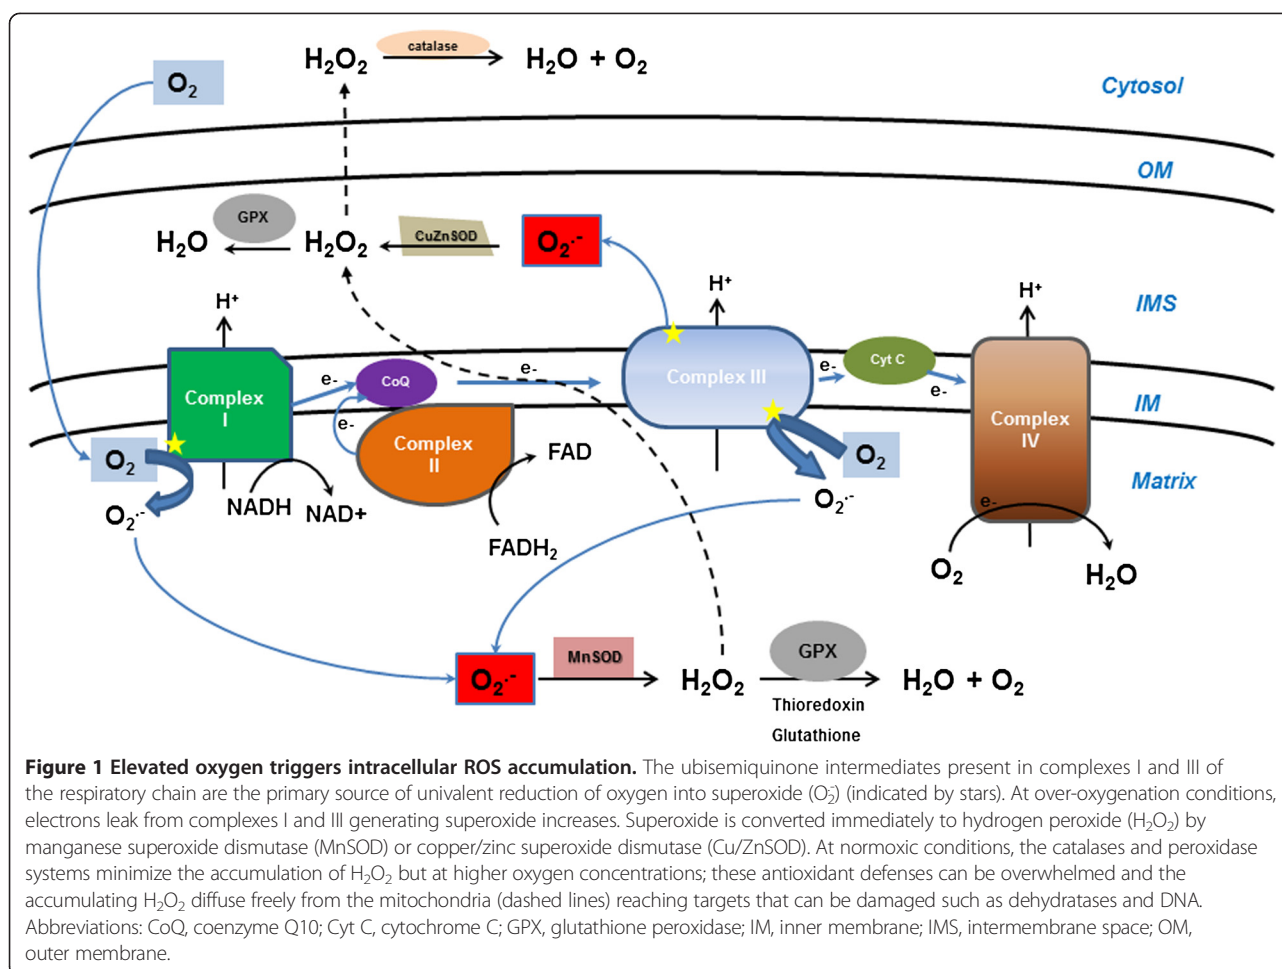 H₂O₂ catalase H₂O + O₂
O₂
Cytosol
OM
H₂O GPX H₂O₂ CuZnSOD O₂·-
IMS
H⁺ H⁺ H⁺
Complex I
e-
CoQ
e-
Complex III
e-
Cyt C
e-
Complex IV
IM
e-
Complex II
O₂
O₂·-
NADH NAD+
FAD
FADH₂
O₂
O₂·-
Matrix
e-
O₂ H₂O
O₂·- MnSOD H₂O₂ GPX H₂O + O₂
Thioredoxin
Glutathione
Figure 1 Elevated oxygen triggers intracellular ROS accumulation. The ubisemiquinone intermediates present in complexes I and III of
the respiratory chain are the primary source of univalent reduction of oxygen into superoxide (O₂⁻) (indicated by stars). At over-oxygenation conditions,
electrons leak from complexes I and III generating superoxide increases. Superoxide is converted immediately to hydrogen peroxide (H₂O₂) by
manganese superoxide dismutase (MnSOD) or copper/zinc superoxide dismutase (Cu/ZnSOD). At normoxic conditions, the catalases and peroxidase
systems minimize the accumulation of H₂O₂ but at higher oxygen concentrations; these antioxidant defenses can be overwhelmed and the
accumulating H₂O₂ diffuse freely from the mitochondria (dashed lines) reaching targets that can be damaged such as dehydratases and DNA.
Abbreviations: CoQ, coenzyme Q10; Cyt C, cytochrome C; GPX, glutathione peroxidase; IM, inner membrane; IMS, intermembrane space; OM,
outer membrane.